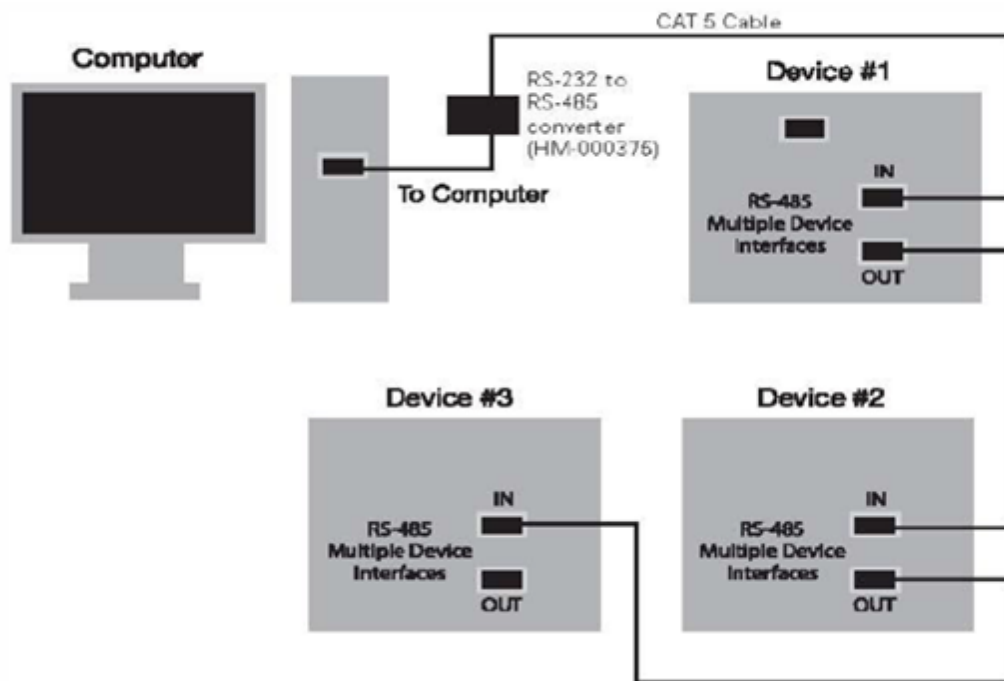 CAT 5 Cable
Computer
RS-232 to
RS-485
converter
(HM-000376)
To Computer
Device #1
IN
RS-485
Multiple Device
Interfaces
OUT
Device #3
IN
RS-485
Multiple Device
Interfaces
OUT
Device #2
IN
RS-485
Multiple Device
Interfaces
OUT